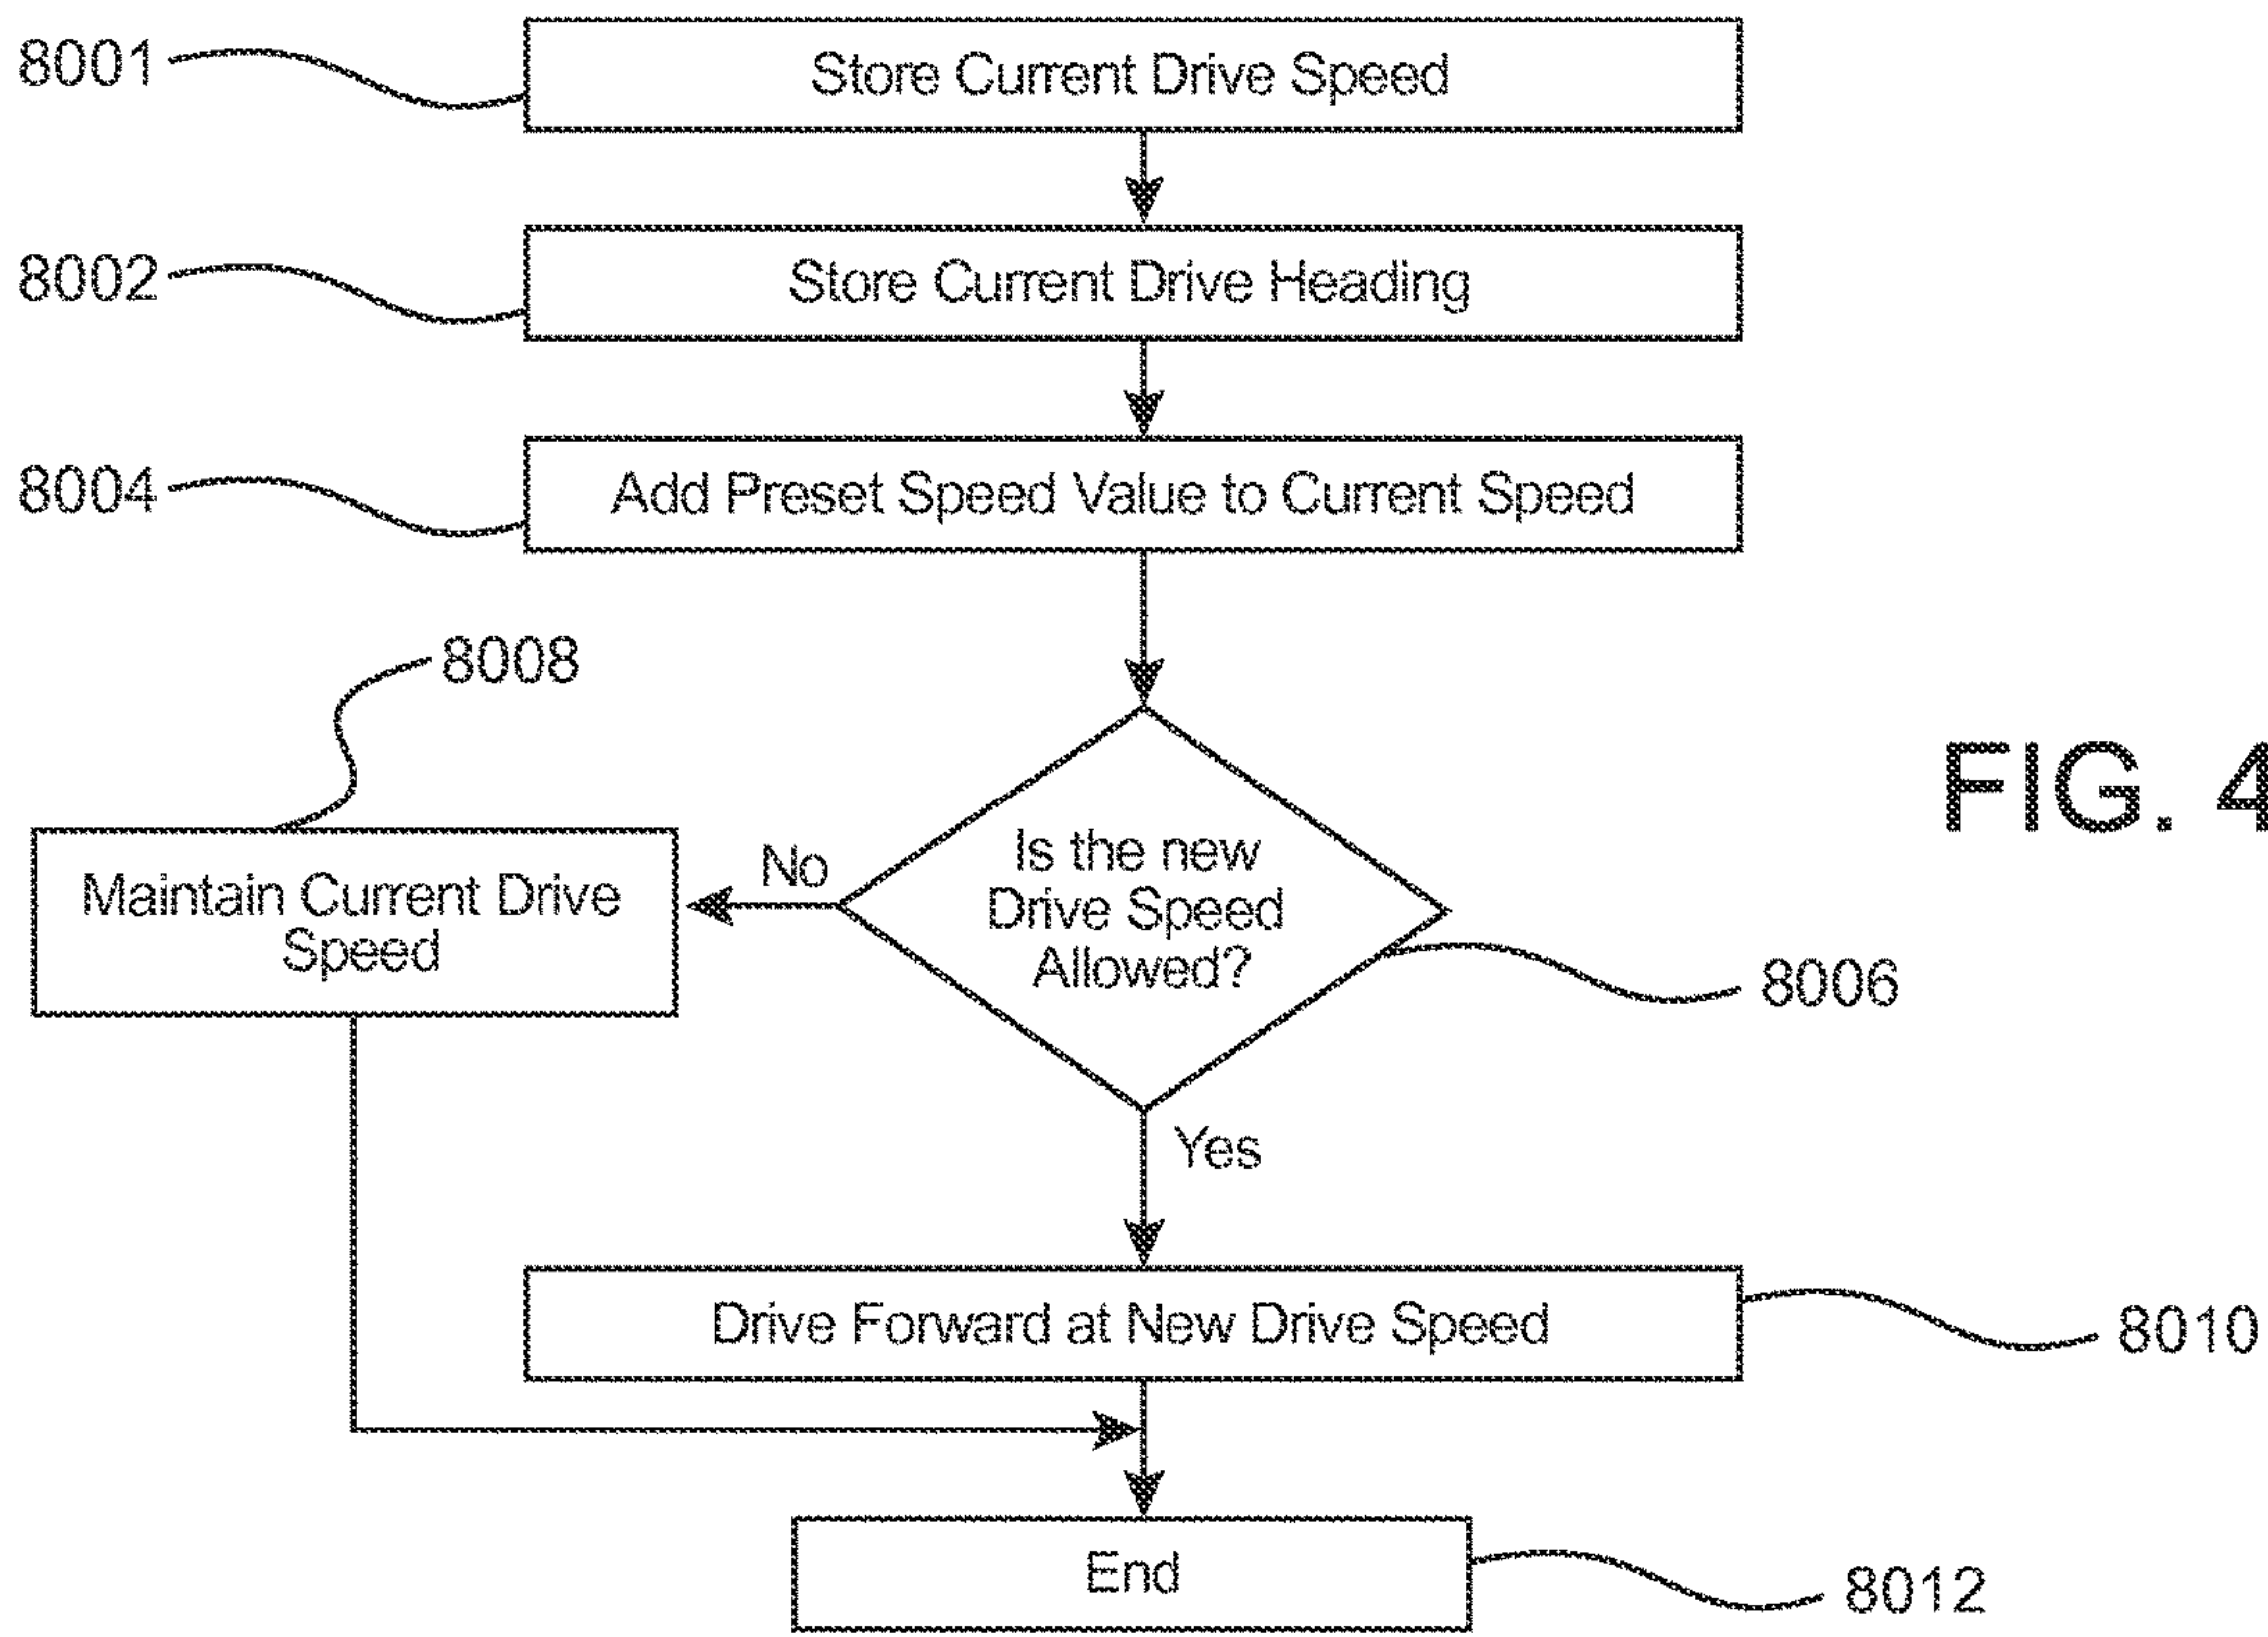 8001
Store Current Drive Speed
8002
Store Current Drive Heading
8004
Add Preset Speed Value to Current Speed
8008
FIG. 4
Maintain Current Drive
Speed
No
Is the new
Drive Speed
Allowed?
8006
Yes
Drive Forward at New Drive Speed
8010
End
8012